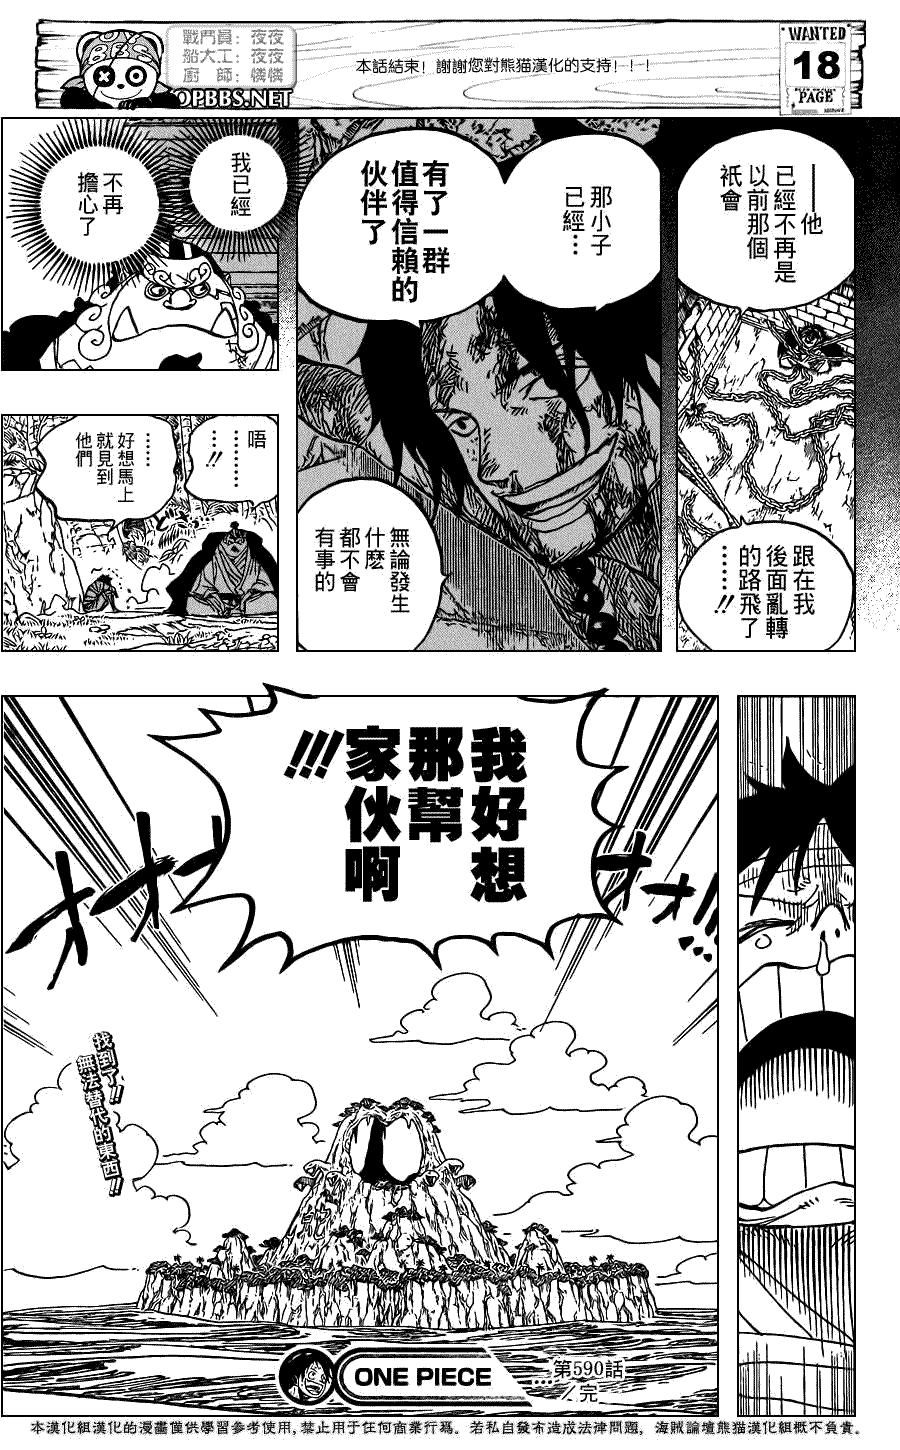 戰鬥員：夜夜
船大工：夜夜
廚 師：憐憐
OPBBS.NET
本話結束！謝謝您對熊猫漢化的支持！！！
WANTED
18
PAGE
——他
已經不再是
以前那個
衹會
跟在我
後面亂轉
的路飛了
……!!
那小子
已經…
有了一群
值得信賴的
伙伴了
無論發生
什麽
都不會
有事的
我已經
不再
擔心了
唔
………
…!!
……
好想馬上
就見到
他們
我好想
那幫
家伙啊
!!!
オオオオ…!!
找到了!!
無法替代的東西!!
ONE PIECE
…第590話
／完
本漢化組漢化的漫畫僅供學習參考使用,禁止用于任何商業行爲。若私自發布造成法律問題, 海賊論壇熊猫漢化組概不負責。